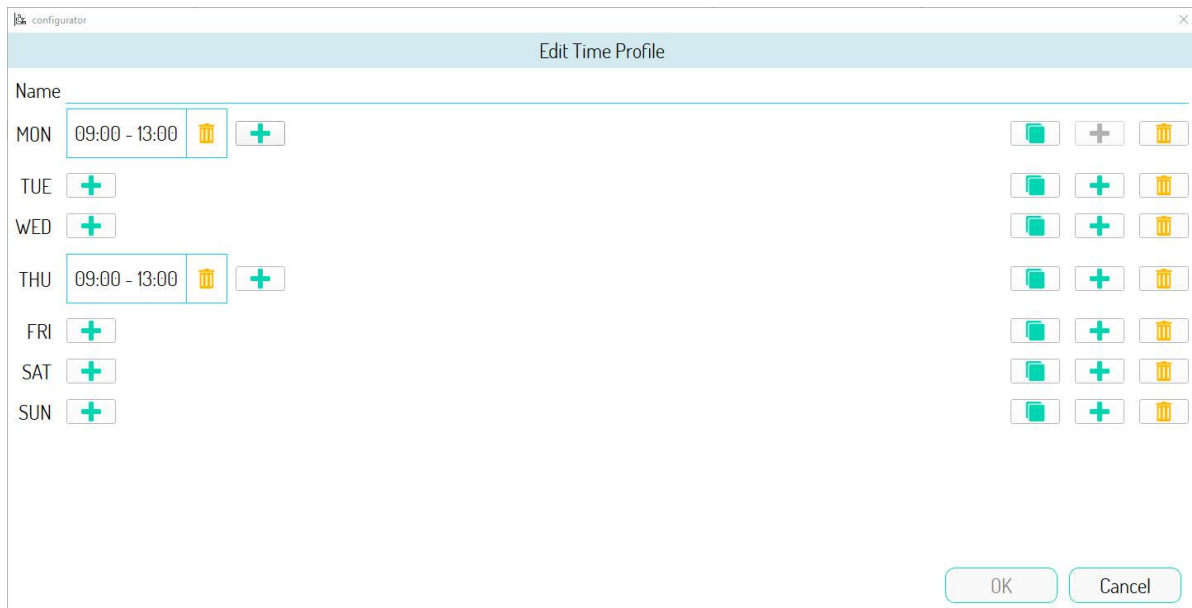 configurator
Edit Time Profile
Name
MON 09:00 - 13:00
TUE
WED
THU 09:00 - 13:00
FRI
SAT
SUN
OK Cancel